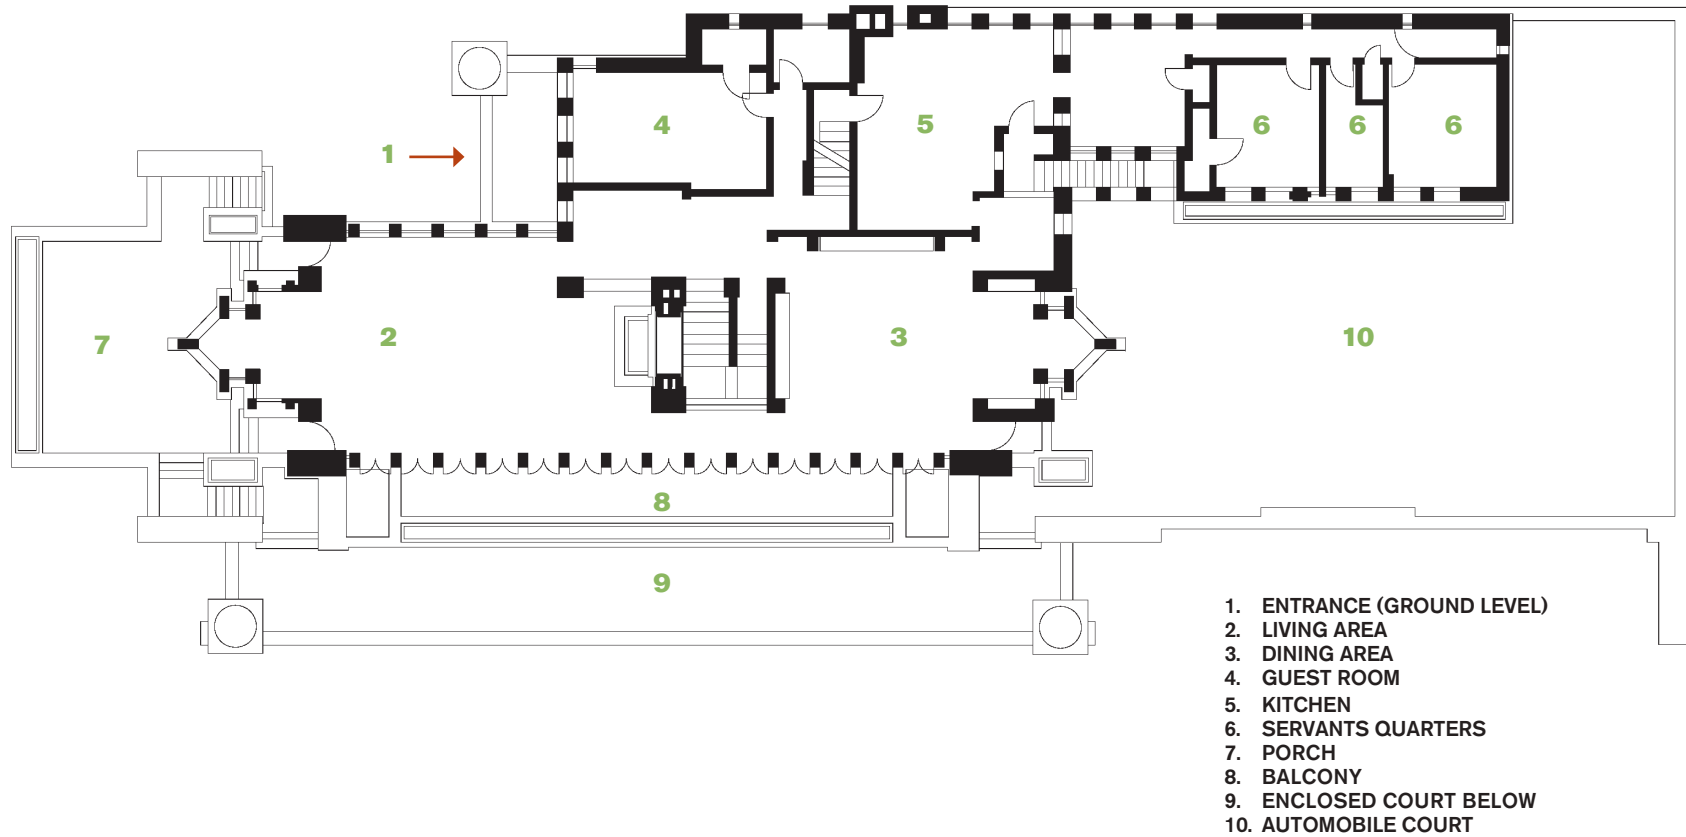 4
5
6 6 6
1
7
2
3
10
8
9
1. ENTRANCE (GROUND LEVEL)
2. LIVING AREA
3. DINING AREA
4. GUEST ROOM
5. KITCHEN
6. SERVANTS QUARTERS
7. PORCH
8. BALCONY
9. ENCLOSED COURT BELOW
10. AUTOMOBILE COURT